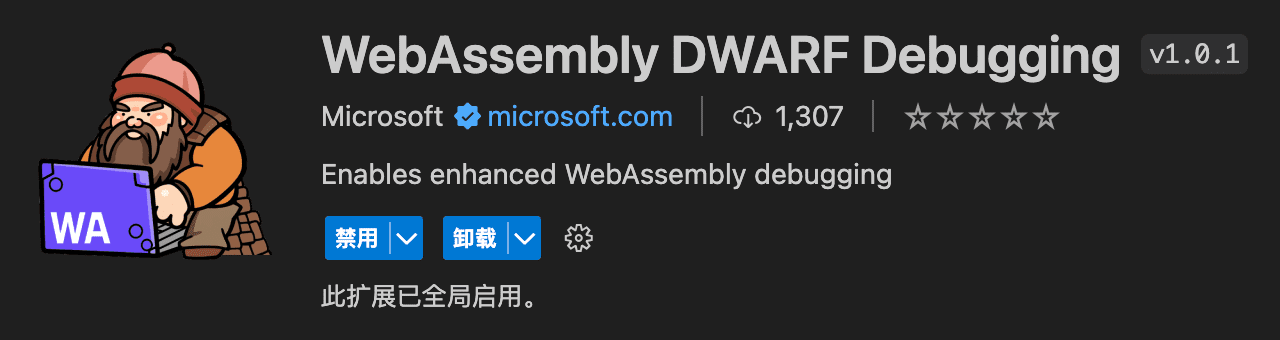 WebAssembly DWARF Debugging v1.0.1
Microsoft microsoft.com 1,307
Enables enhanced WebAssembly debugging
WA
禁用 卸载
此扩展已全局启用。